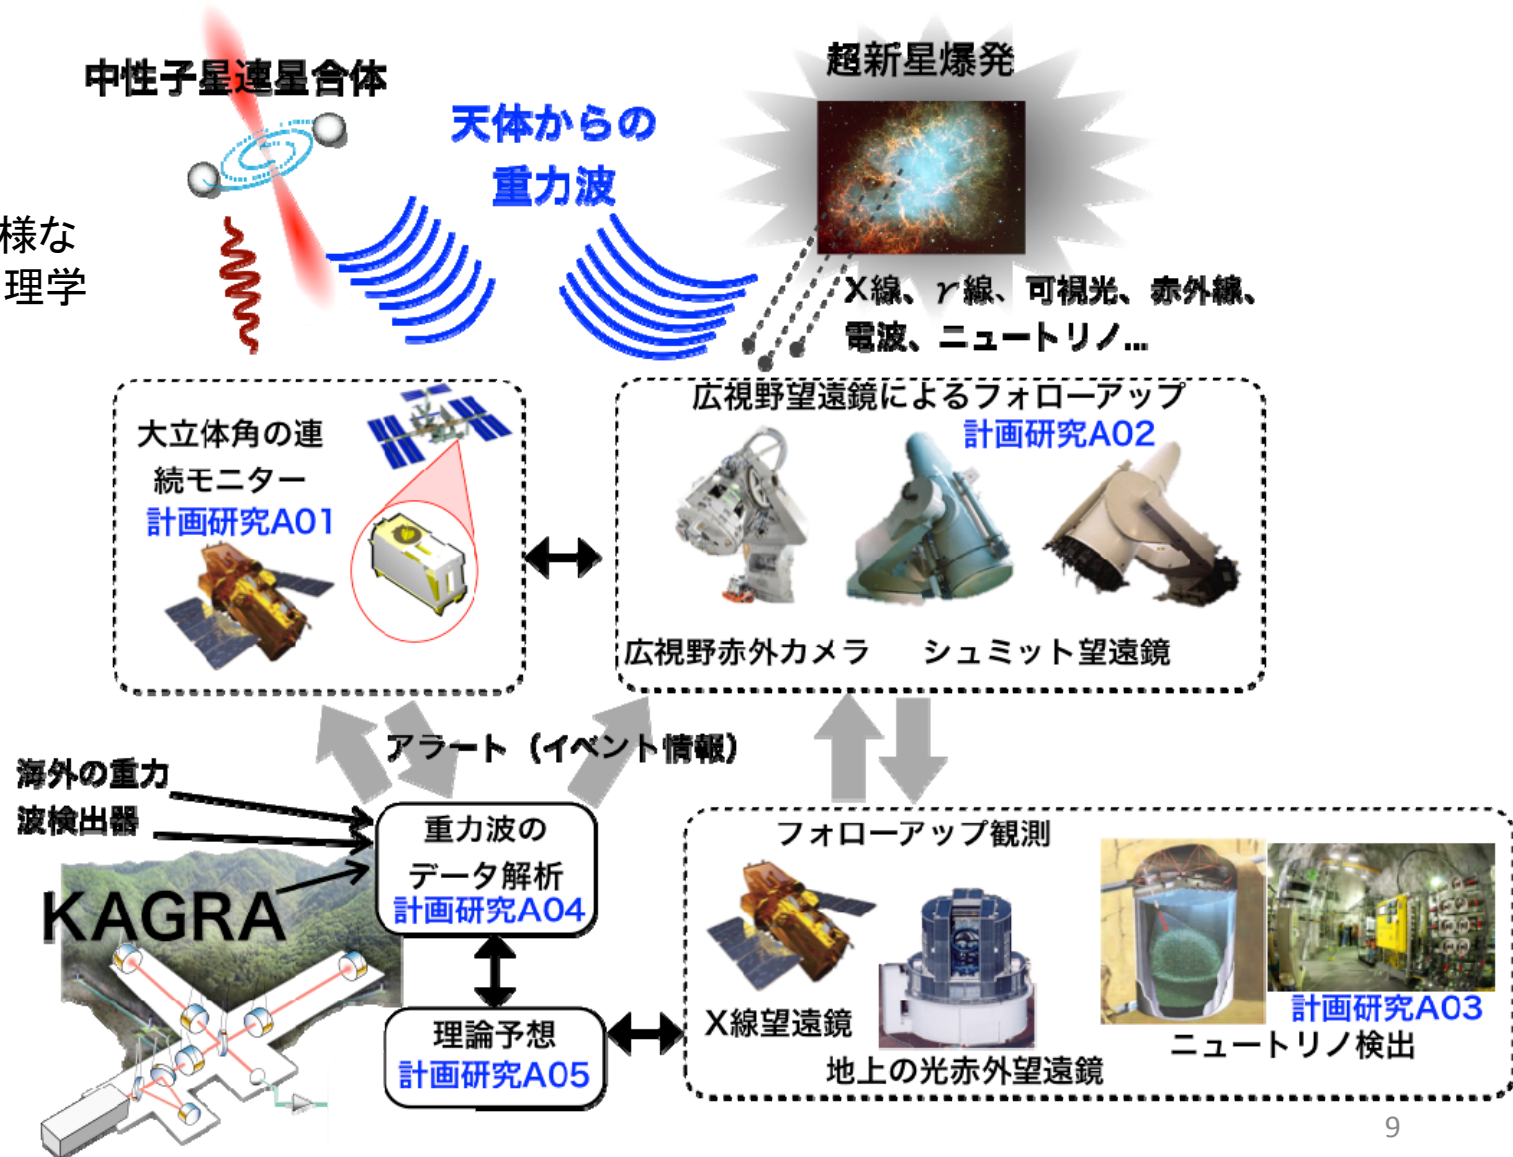 中性子星連星合体
超新星爆発
天体からの
重力波
様な
理学
X線、γ線、可視光、赤外線、
電波、ニュートリノ...
大立体角の連
続モニター
計画研究A01
広視野望遠鏡によるフォローアップ
計画研究A02
広視野赤外カメラ
シュミット望遠鏡
アラート（イベント情報）
海外の重力
波検出器
KAGRA
重力波の
データ解析
計画研究A04
理論予想
計画研究A05
フォローアップ観測
X線望遠鏡
地上の光赤外望遠鏡
計画研究A03
ニュートリノ検出
9